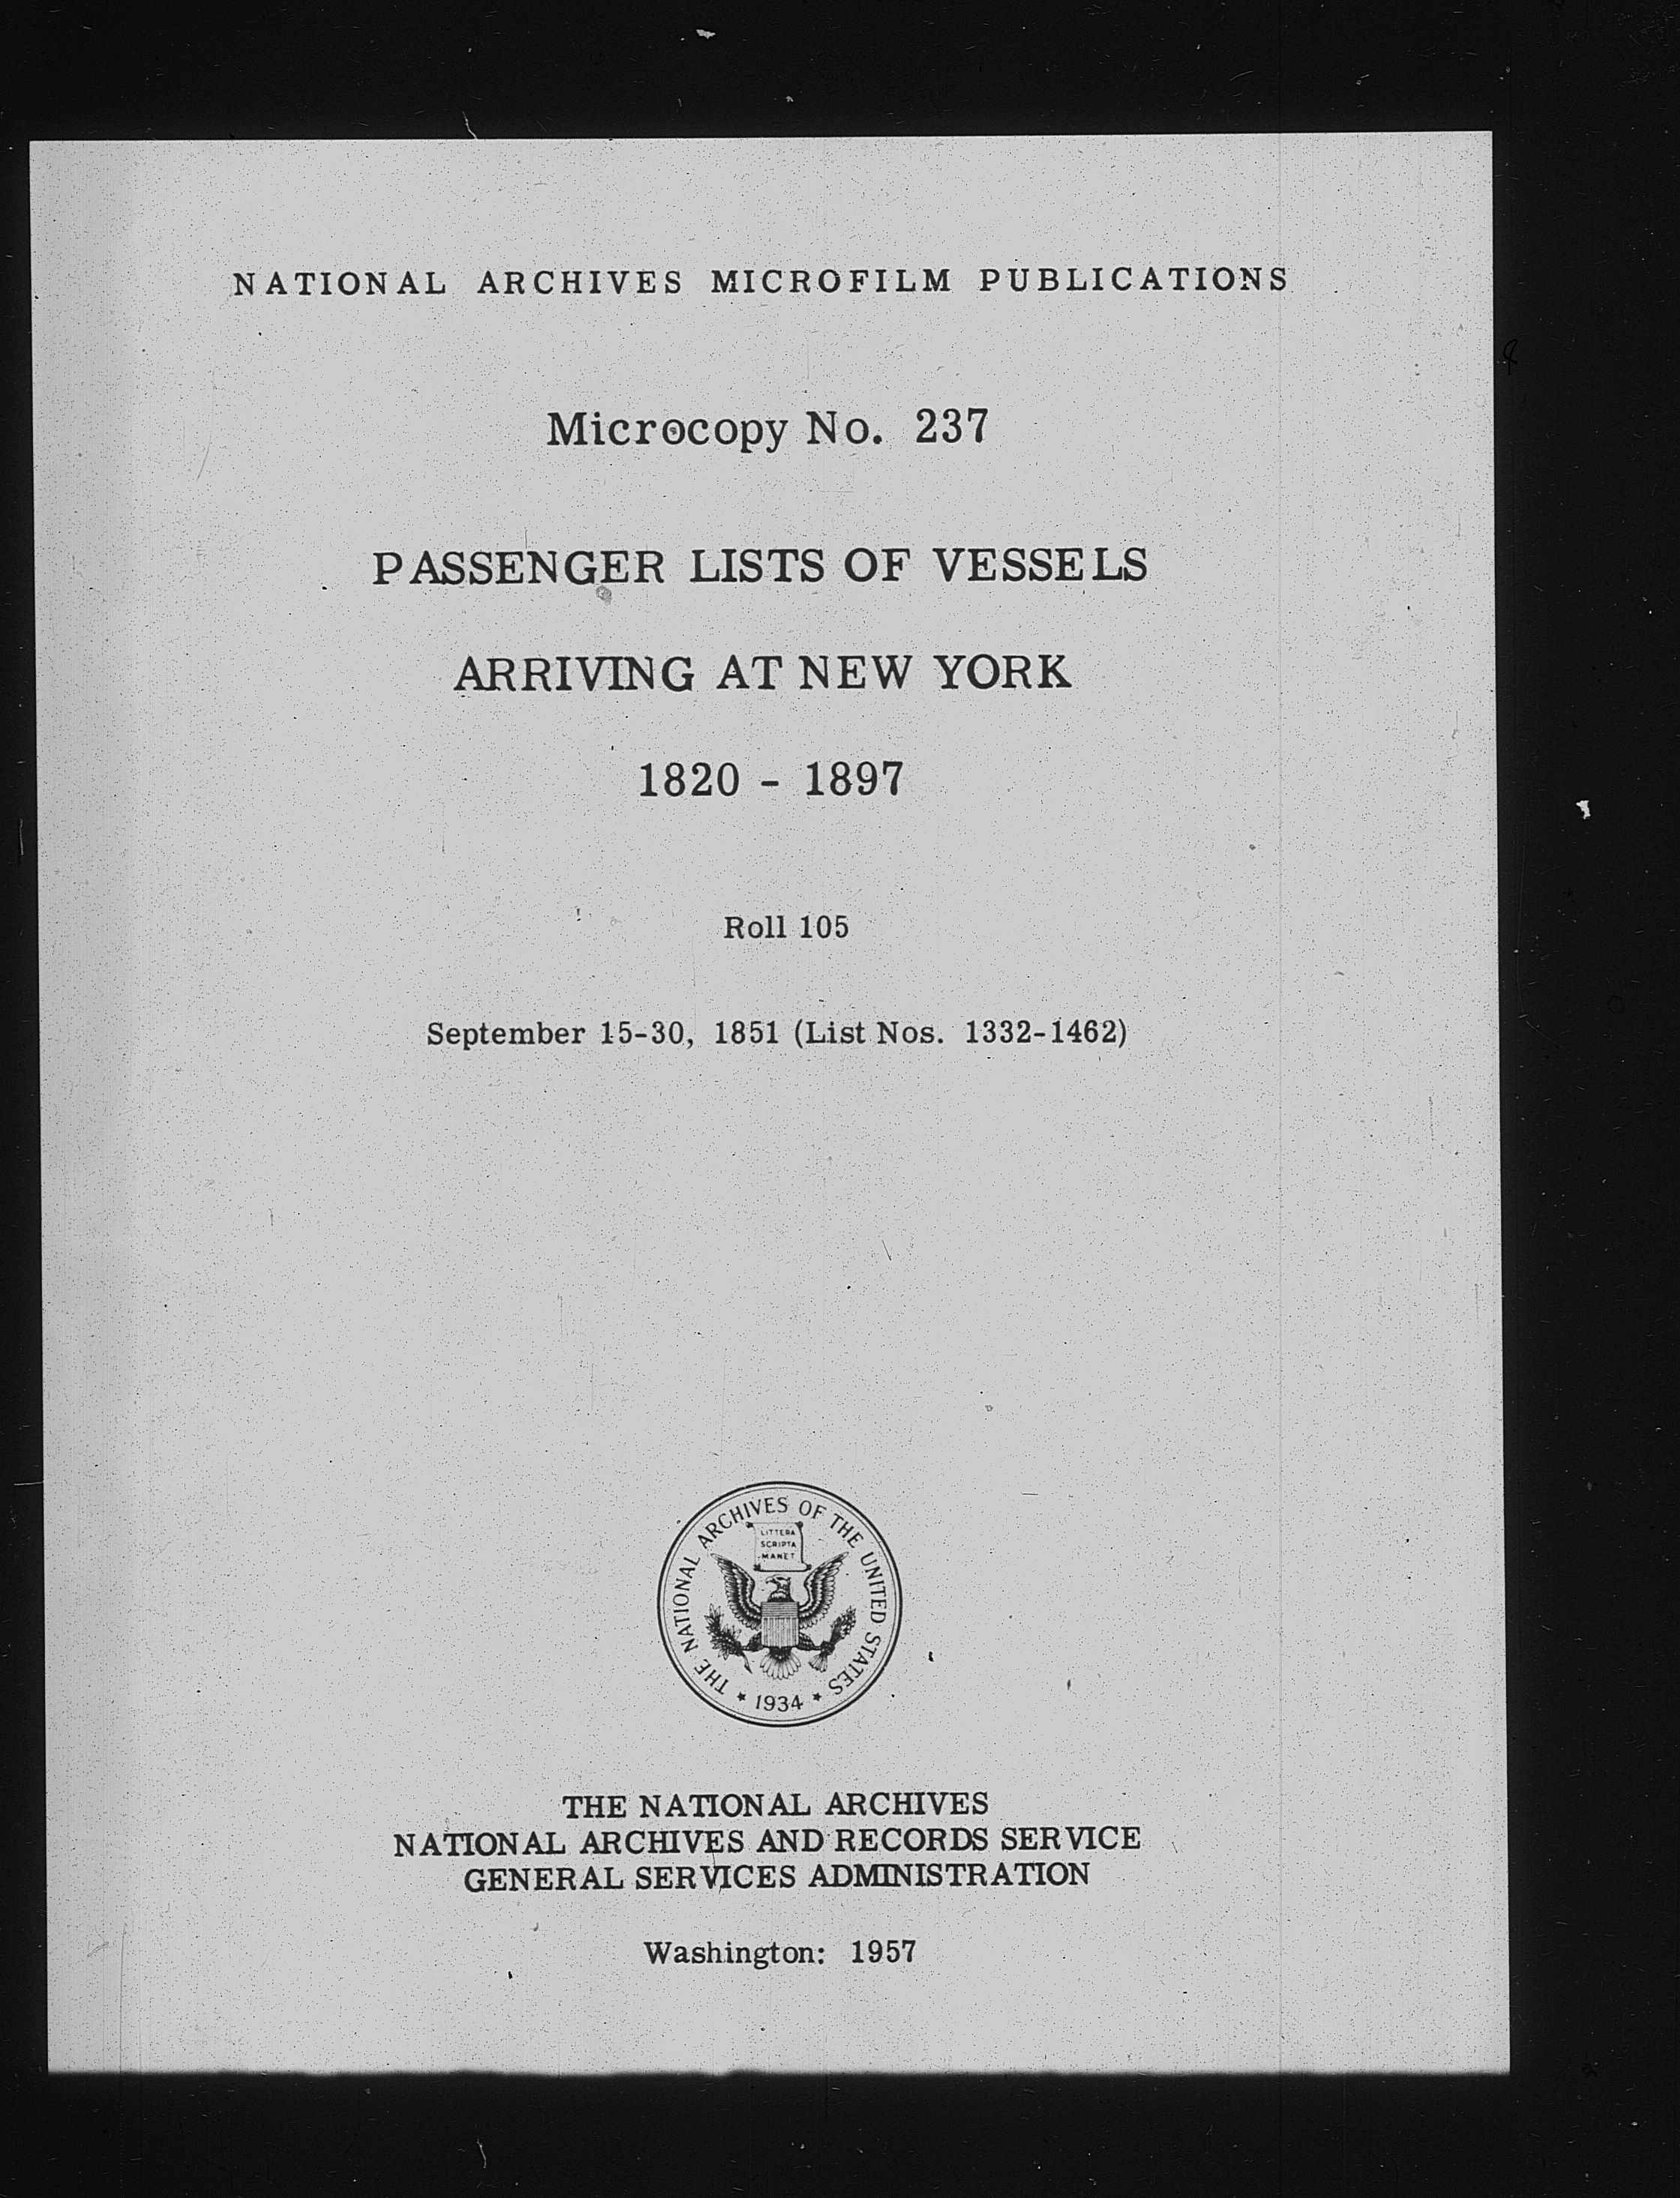 NATIONAL ARCHIVES MICROFILM PUBLICATIONS
Microcopy No. 237
PASSENGER LISTS OF VESSELS
ARRIVING AT NEW YORK
1820 - 1897
Roll 105
September 15-30, 1851 (List Nos. 1332-1462)
THE NATIONAL ARCHIVES OF THE UNITED STATES
LITTERA
SCRIPTA
MANET
★ 1934 ★
THE NATIONAL ARCHIVES
NATIONAL ARCHIVES AND RECORDS SERVICE
GENERAL SERVICES ADMINISTRATION
Washington: 1957